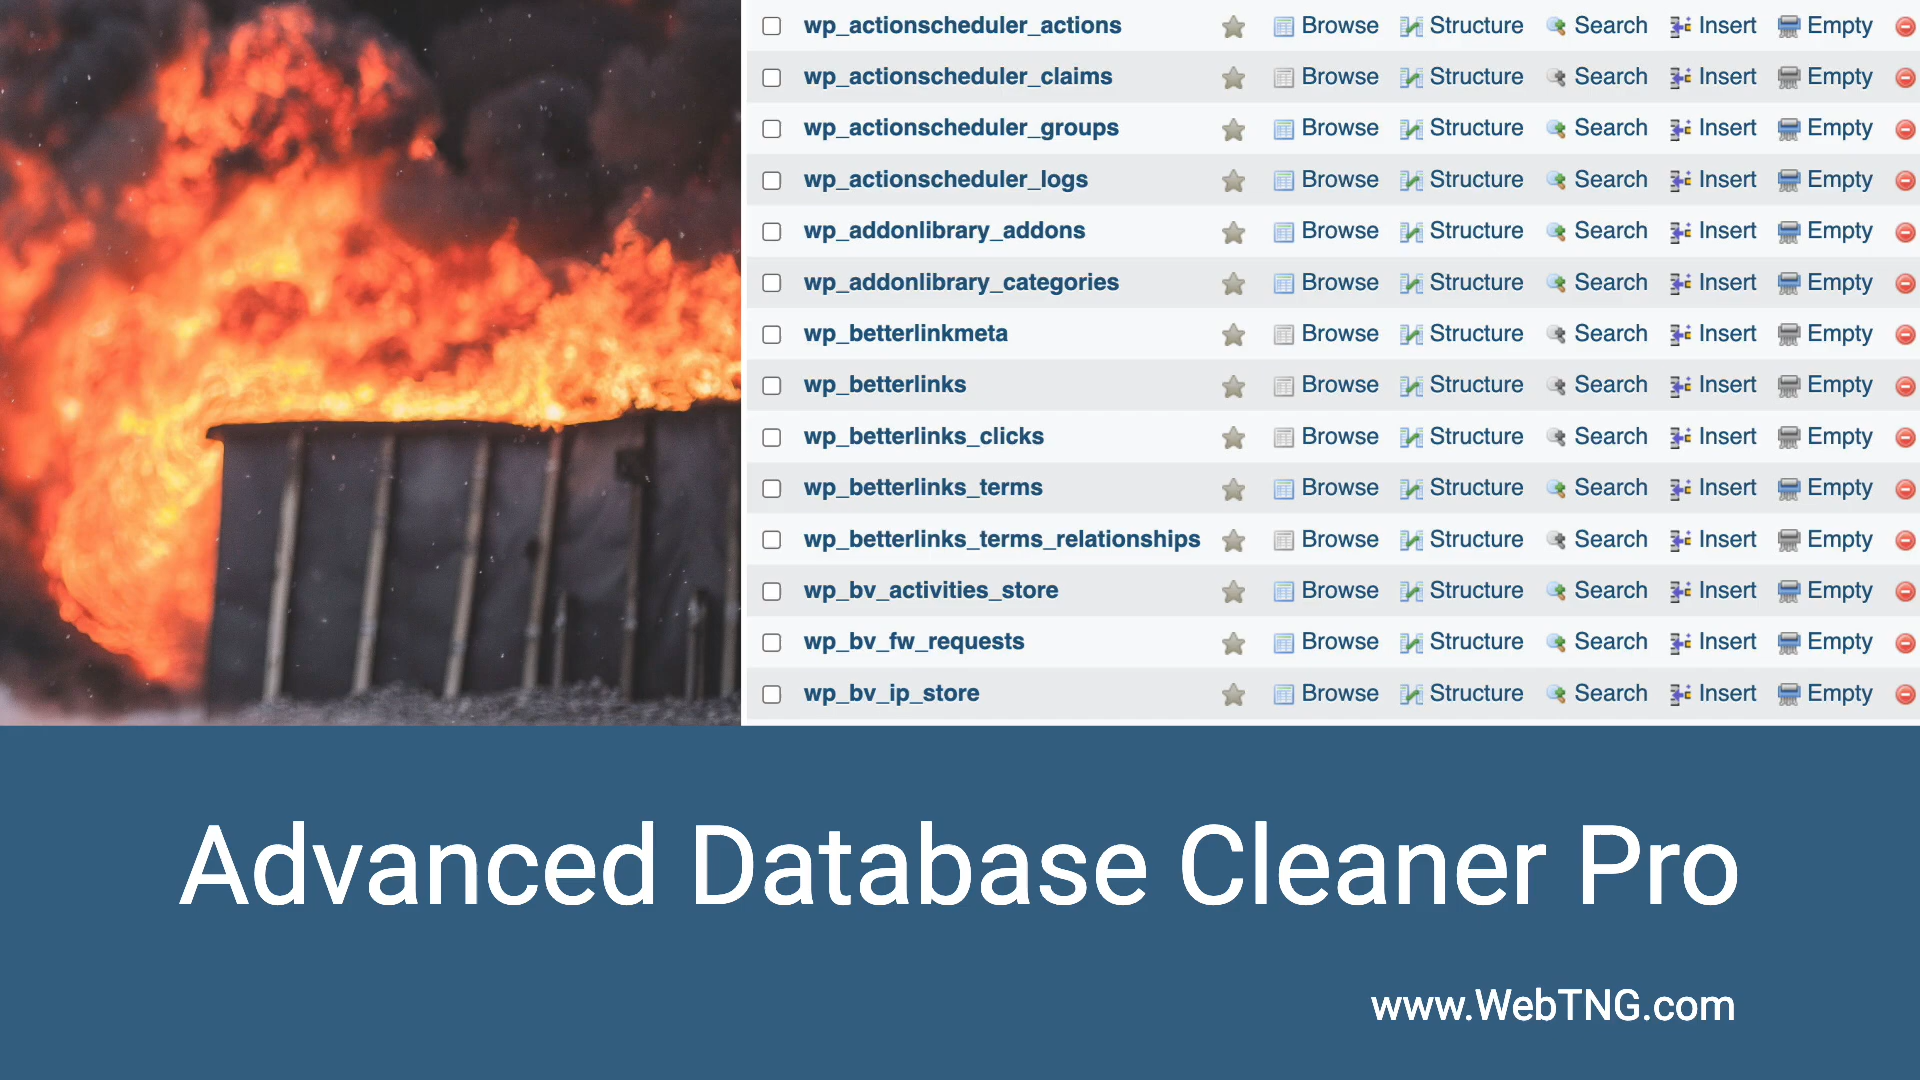 wp_actionscheduler_actions Browse Structure Search Insert Empty
wp_actionscheduler_claims Browse Structure Search Insert Empty
wp_actionscheduler_groups Browse Structure Search Insert Empty
wp_actionscheduler_logs Browse Structure Search Insert Empty
wp_addonlibrary_addons Browse Structure Search Insert Empty
wp_addonlibrary_categories Browse Structure Search Insert Empty
wp_betterlinkmeta Browse Structure Search Insert Empty
wp_betterlinks Browse Structure Search Insert Empty
wp_betterlinks_clicks Browse Structure Search Insert Empty
wp_betterlinks_terms Browse Structure Search Insert Empty
wp_betterlinks_terms_relationships Browse Structure Search Insert Empty
wp_bv_activities_store Browse Structure Search Insert Empty
wp_bv_fw_requests Browse Structure Search Insert Empty
wp_bv_ip_store Browse Structure Search Insert Empty
Advanced Database Cleaner Pro
www.WebTNG.com